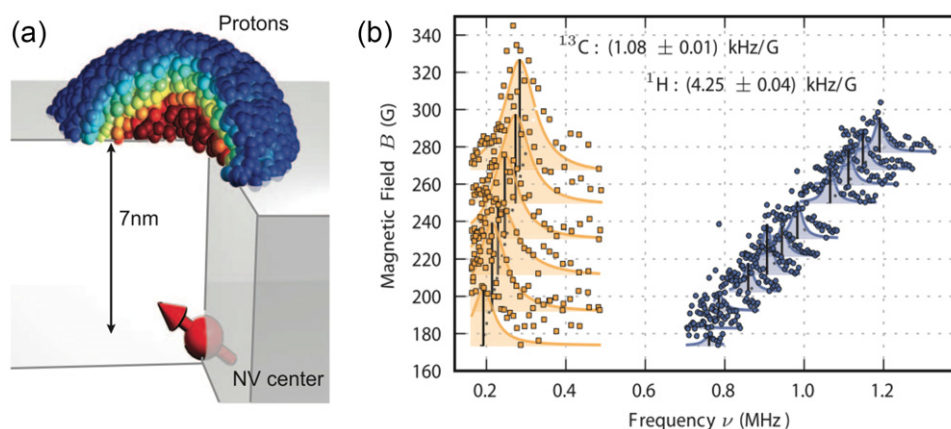 (a)
Protons
7nm
NV center
(b)
¹³C : (1.08 ± 0.01) kHz/G
¹H : (4.25 ± 0.04) kHz/G
Magnetic Field B (G)
340
320
300
280
260
240
220
200
180
160
0.2 0.4 0.6 0.8 1.0 1.2
Frequency ν (MHz)